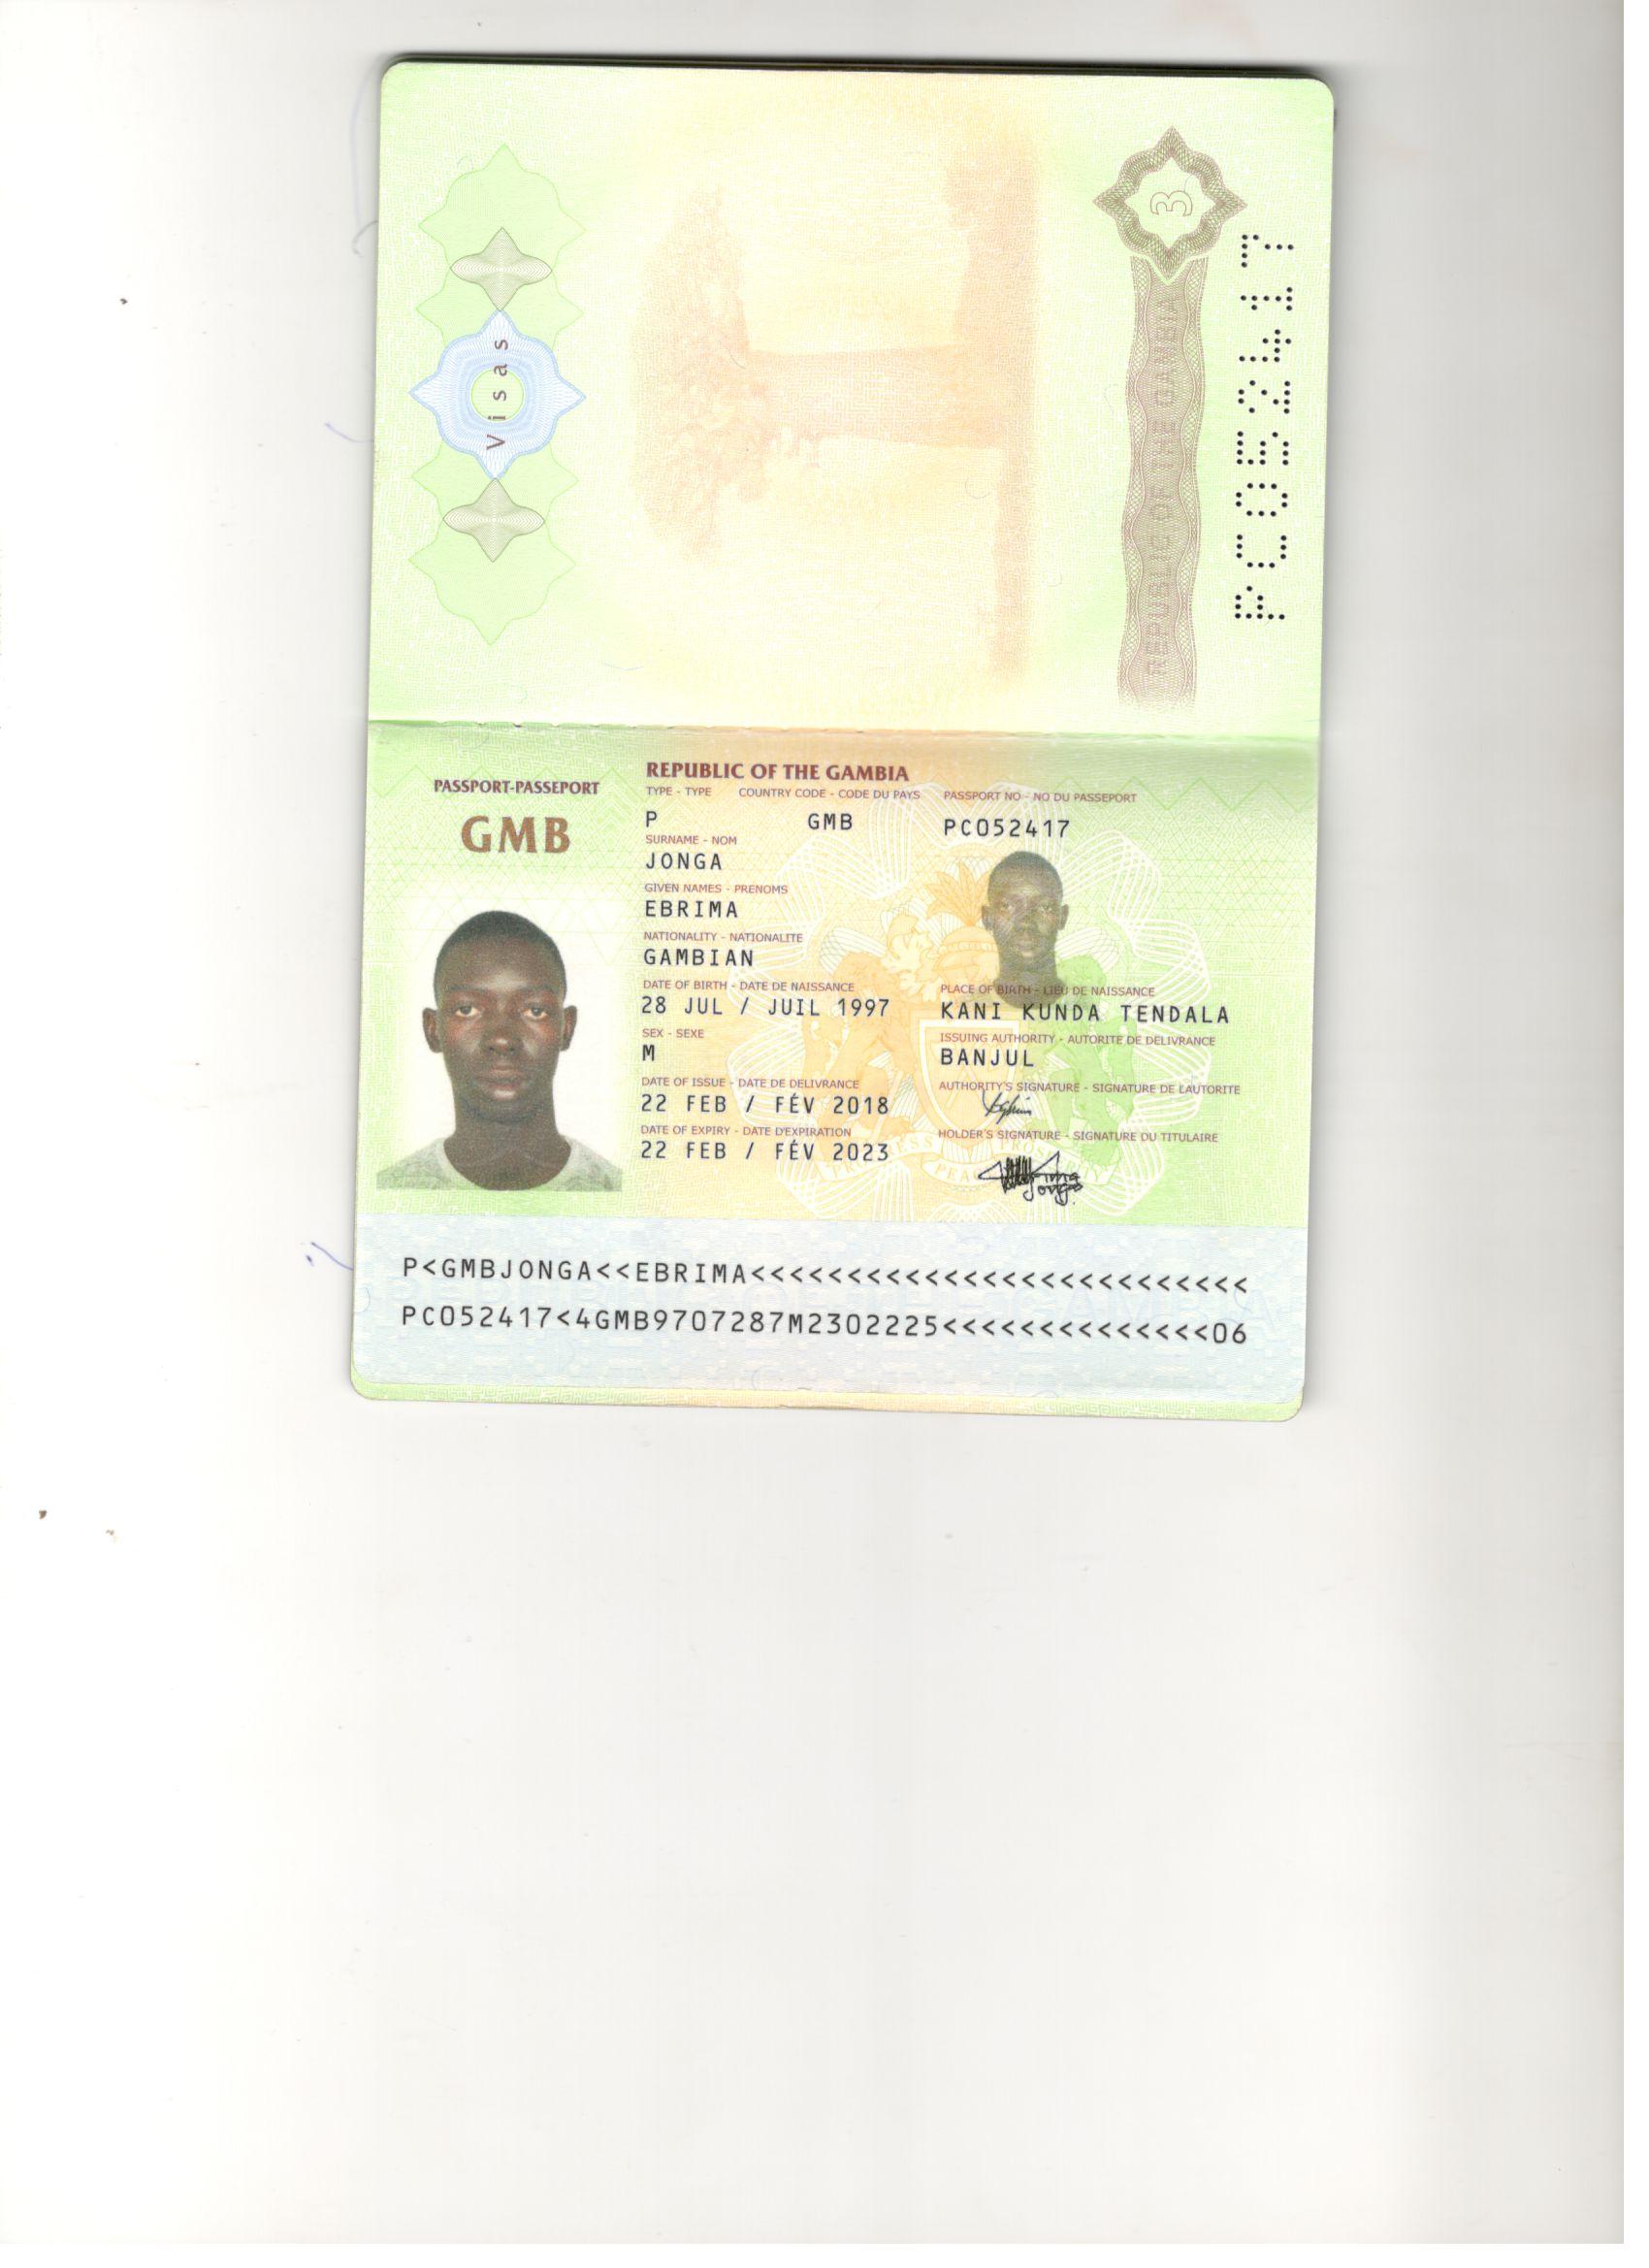 Visas
3
REPUBLIC OF THE GAMBIA
PC052417
PASSPORT-PASSEPORT
GMB
REPUBLIC OF THE GAMBIA
TYPE - TYPE COUNTRY CODE - CODE DU PAYS PASSPORT NO - NO DU PASSEPORT
P GMB PC052417
SURNAME - NOM
JONGA
GIVEN NAMES - PRENOMS
EBRIMA
NATIONALITY - NATIONALITE
GAMBIAN
DATE OF BIRTH - DATE DE NAISSANCE PLACE OF BIRTH - LIEU DE NAISSANCE
28 JUL / JUIL 1997 KANI KUNDA TENDALA
SEX - SEXE ISSUING AUTHORITY - AUTORITE DE DELIVRANCE
M BANJUL
DATE OF ISSUE - DATE DE DELIVRANCE AUTHORITY'S SIGNATURE - SIGNATURE DE L'AUTORITE
22 FEB / FÉV 2018
DATE OF EXPIRY - DATE D'EXPIRATION HOLDER'S SIGNATURE - SIGNATURE DU TITULAIRE
22 FEB / FÉV 2023
Jonga
P<GMBJONGA<<EBRIMA<<<<<<<<<<<<<<<<<<<<<<<<<<
PC052417<4GMB9707287M2302225<<<<<<<<<<<<<<06